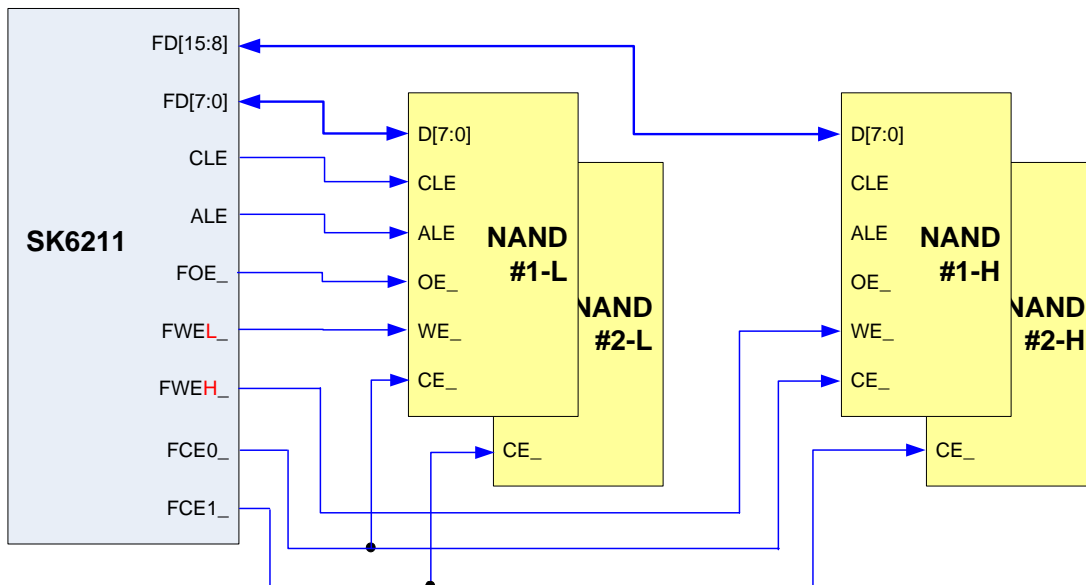 FD[15:8]
FD[7:0]
CLE
ALE
SK6211
FOE_
FWEL_
FWEH_
FCE0_
FCE1_
D[7:0]
CLE
ALE
OE_
WE_
CE_
NAND
#1-L
NAND
#2-L
CE_
D[7:0]
CLE
ALE
OE_
WE_
CE_
NAND
#1-H
NAND
#2-H
CE_